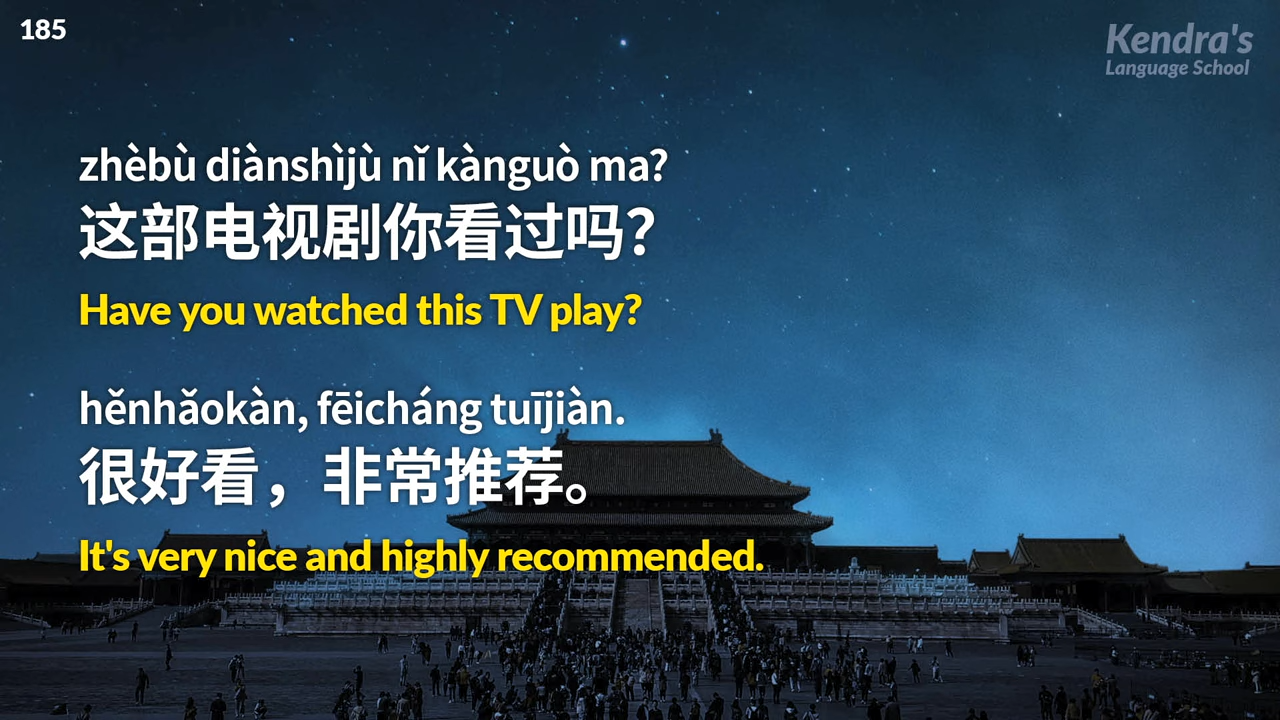 185
Kendra's
Language School
zhèbù diànshìjù nǐ kànguò ma?
这部电视剧你看过吗？
Have you watched this TV play?
hěnhǎokàn, fēicháng tuījiàn.
很好看，非常推荐。
It's very nice and highly recommended.